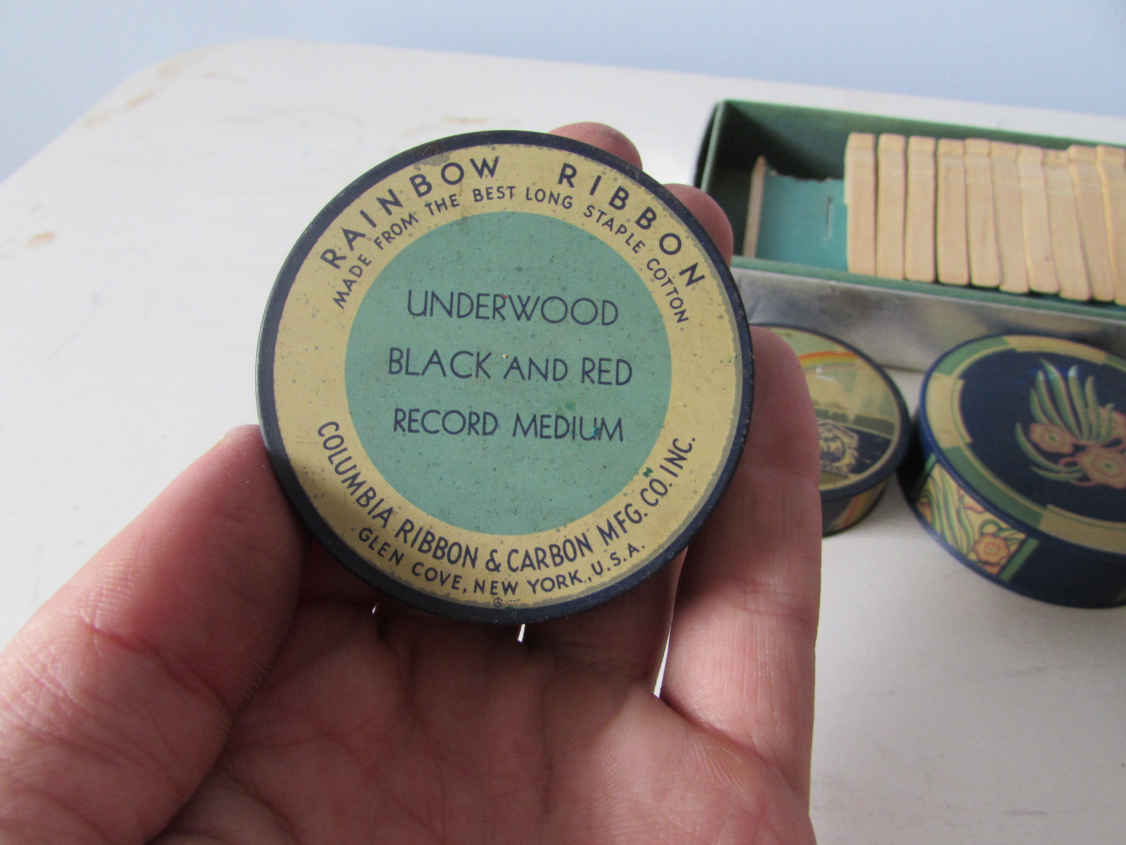 RAINBOW RIBBON
MADE FROM THE BEST LONG STAPLE COTTON.
UNDERWOOD
BLACK AND RED
RECORD MEDIUM
COLUMBIA RIBBON & CARBON MFG. CO. INC.
GLEN COVE, NEW YORK, U.S.A.